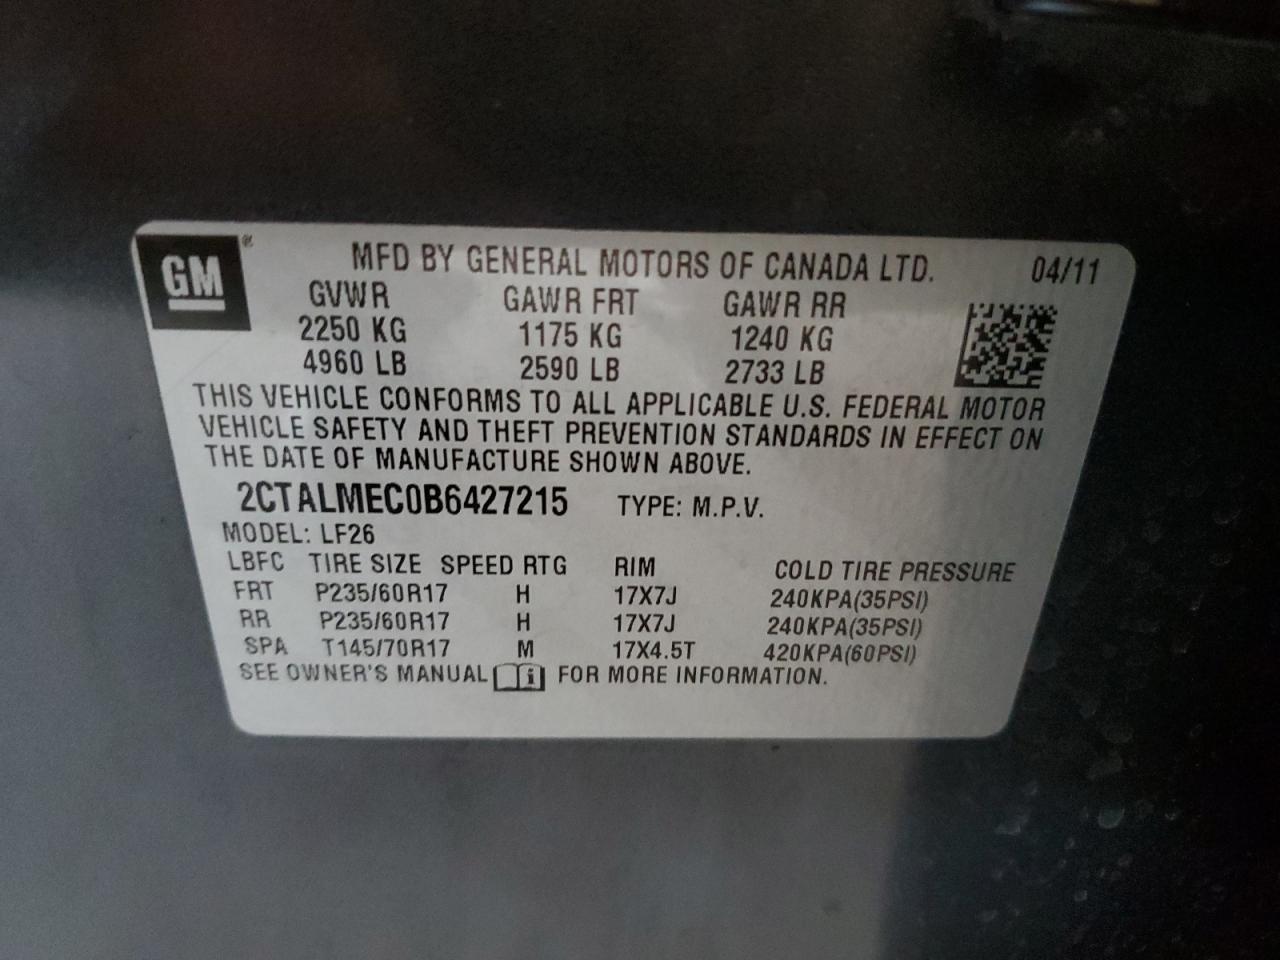 GM ®
MFD BY GENERAL MOTORS OF CANADA LTD. 04/11
GVWR GAWR FRT GAWR RR
2250 KG 1175 KG 1240 KG
4960 LB 2590 LB 2733 LB
THIS VEHICLE CONFORMS TO ALL APPLICABLE U.S. FEDERAL MOTOR
VEHICLE SAFETY AND THEFT PREVENTION STANDARDS IN EFFECT ON
THE DATE OF MANUFACTURE SHOWN ABOVE.
2CTALMEC0B6427215 TYPE: M.P.V.
MODEL: LF26
LBFC TIRE SIZE SPEED RTG RIM COLD TIRE PRESSURE
FRT P235/60R17 H 17X7J 240KPA(35PSI)
RR P235/60R17 H 17X7J 240KPA(35PSI)
SPA T145/70R17 M 17X4.5T 420KPA(60PSI)
SEE OWNER'S MANUAL i FOR MORE INFORMATION.